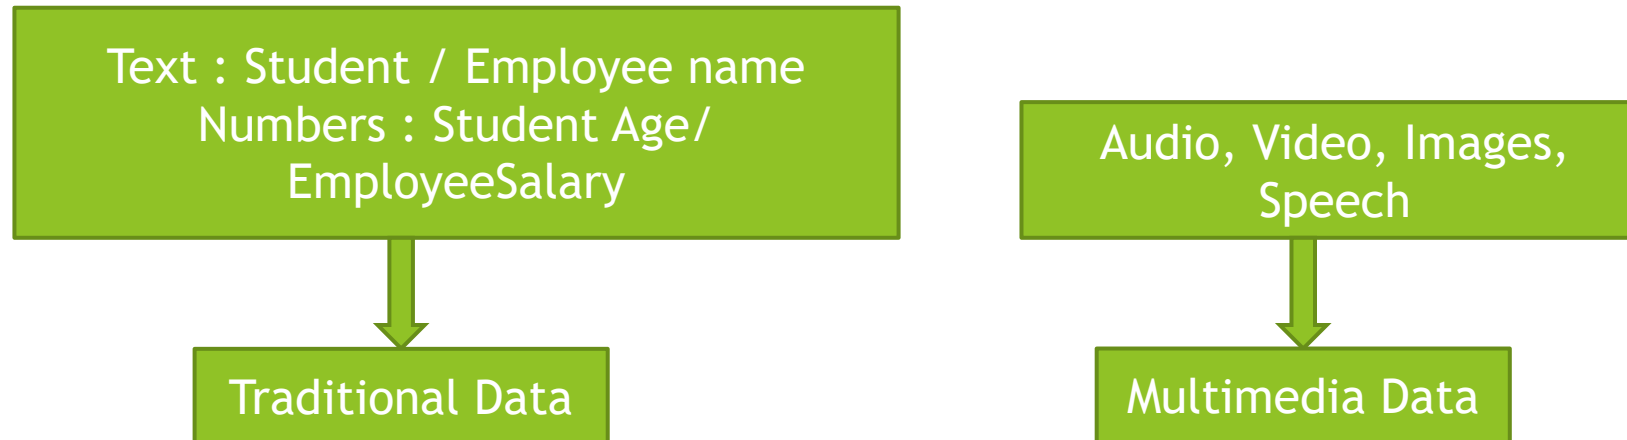 Text : Student / Employee name
Numbers : Student Age/
EmployeeSalary
Audio, Video, Images,
Speech
Traditional Data
Multimedia Data